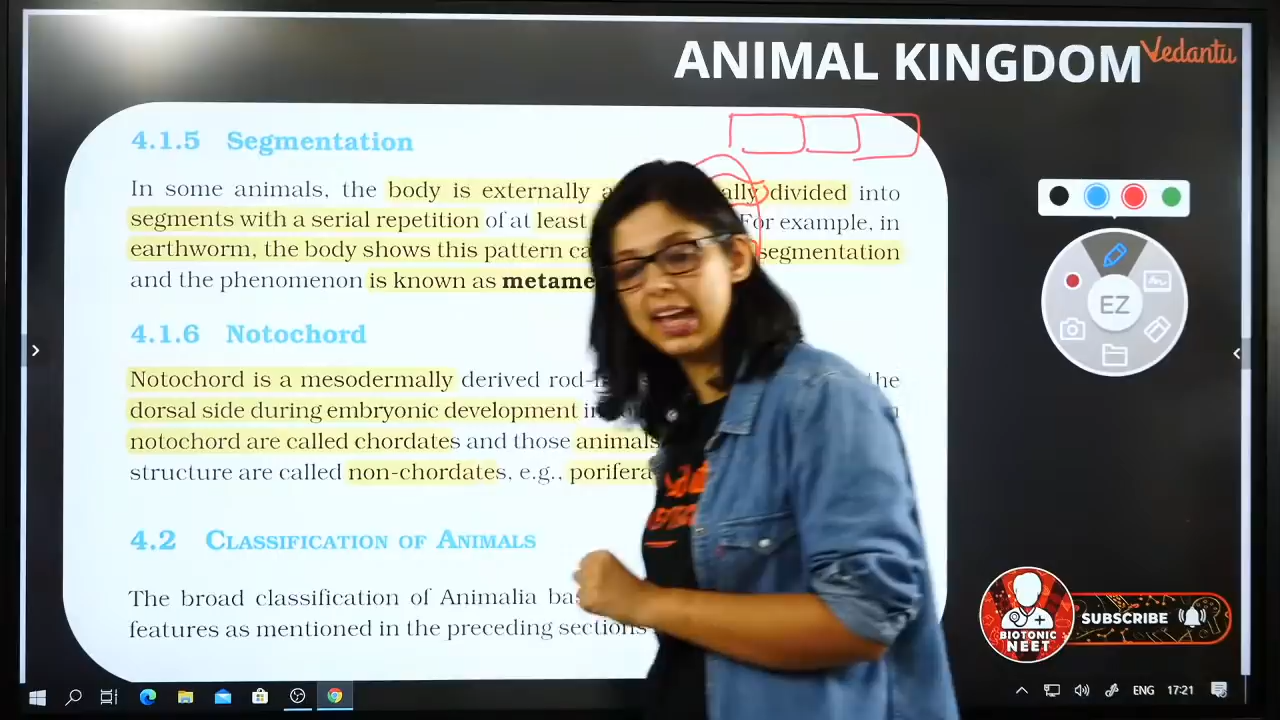 ANIMAL KINGDOM
Vedantu
4.1.5 Segmentation
In some animals, the body is externally a ally divided into
segments with a serial repetition of at least For example, in
earthworm, the body shows this pattern ca segmentation
and the phenomenon is known as metame
4.1.6 Notochord
Notochord is a mesodermally derived rod- the
dorsal side during embryonic development in
notochord are called chordates and those animals
structure are called non-chordates, e.g., porifera
4.2 CLASSIFICATION OF ANIMALS
The broad classification of Animalia ba
features as mentioned in the preceding sections
EZ
BIOTONIC
NEET
SUBSCRIBE
ENG 17:21